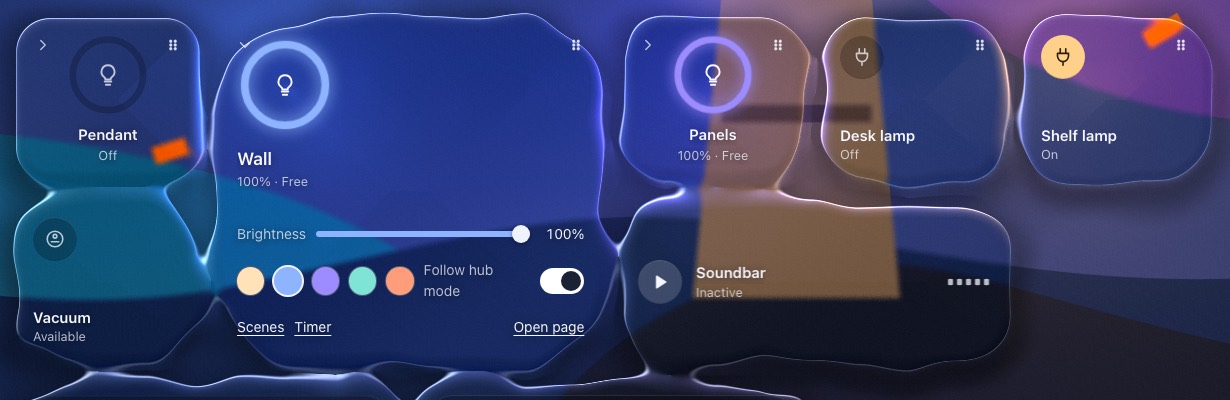 Pendant
Off
Wall
100% · Free
Brightness 100%
Follow hub
mode
Scenes Timer Open page
Panels
100% · Free
Desk lamp
Off
Shelf lamp
On
Vacuum
Available
Soundbar
Inactive